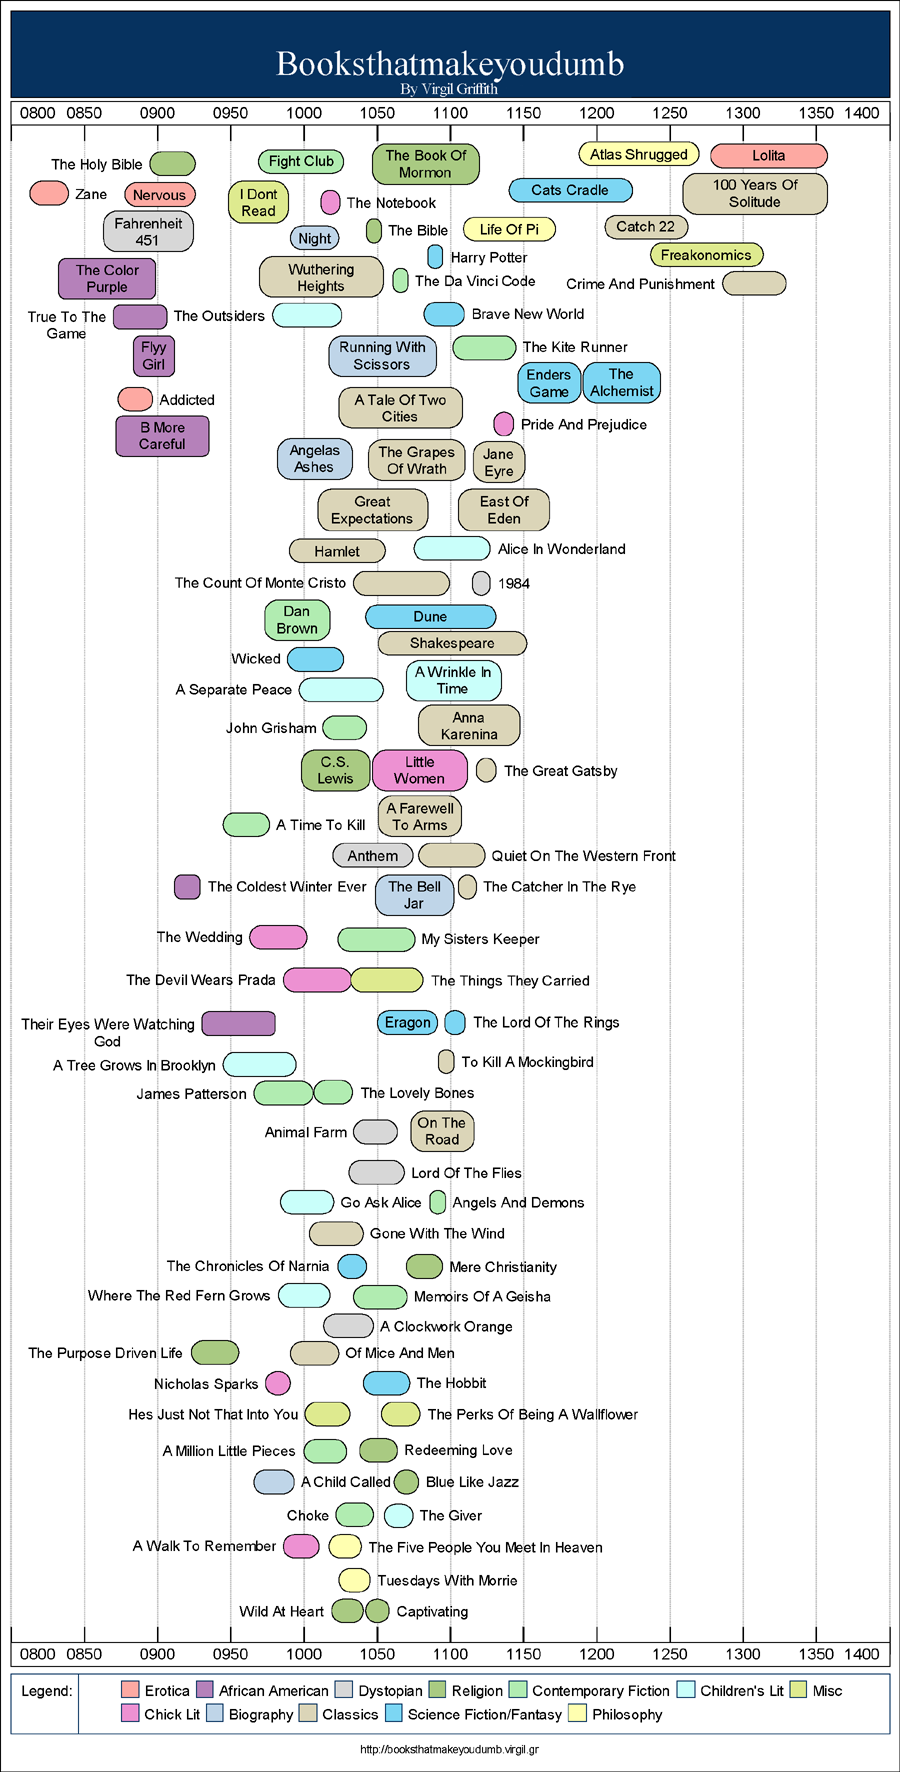 Booksthatmakeyoudumb
By Virgil Griffith
0800 0850 0900 0950 1000 1050 1100 1150 1200 1250 1300 1350 1400
The Holy Bible
Fight Club
The Book Of
Mormon
Atlas Shrugged
Lolita
Zane
Nervous
I Dont
Read
The Notebook
Cats Cradle
100 Years Of
Solitude
Fahrenheit
451
Night
The Bible
Life Of Pi
Catch 22
The Color
Purple
Wuthering
Heights
Harry Potter
The Da Vinci Code
Freakonomics
Crime And Punishment
True To The
Game
The Outsiders
Brave New World
Flyy
Girl
Running With
Scissors
The Kite Runner
Enders
Game
The
Alchemist
Addicted
A Tale Of Two
Cities
B More
Careful
Pride And Prejudice
Angelas
Ashes
The Grapes
Of Wrath
Jane
Eyre
Great
Expectations
East Of
Eden
Hamlet
Alice In Wonderland
The Count Of Monte Cristo
1984
Dan
Brown
Dune
Shakespeare
Wicked
A Wrinkle In
Time
A Separate Peace
John Grisham
Anna
Karenina
C.S.
Lewis
Little
Women
The Great Gatsby
A Time To Kill
A Farewell
To Arms
Anthem
Quiet On The Western Front
The Coldest Winter Ever
The Bell
Jar
The Catcher In The Rye
The Wedding
My Sisters Keeper
The Devil Wears Prada
The Things They Carried
Their Eyes Were Watching
God
Eragon
The Lord Of The Rings
A Tree Grows In Brooklyn
To Kill A Mockingbird
James Patterson
The Lovely Bones
Animal Farm
On The
Road
Lord Of The Flies
Go Ask Alice
Angels And Demons
Gone With The Wind
The Chronicles Of Narnia
Mere Christianity
Where The Red Fern Grows
Memoirs Of A Geisha
A Clockwork Orange
The Purpose Driven Life
Of Mice And Men
Nicholas Sparks
The Hobbit
Hes Just Not That Into You
The Perks Of Being A Wallflower
A Million Little Pieces
Redeeming Love
A Child Called
Blue Like Jazz
Choke
The Giver
A Walk To Remember
The Five People You Meet In Heaven
Tuesdays With Morrie
Wild At Heart
Captivating
0800 0850 0900 0950 1000 1050 1100 1150 1200 1250 1300 1350 1400
Legend: Erotica African American Dystopian Religion Contemporary Fiction Children's Lit Misc
Chick Lit Biography Classics Science Fiction/Fantasy Philosophy
http://booksthatmakeyoudumb.virgil.gr